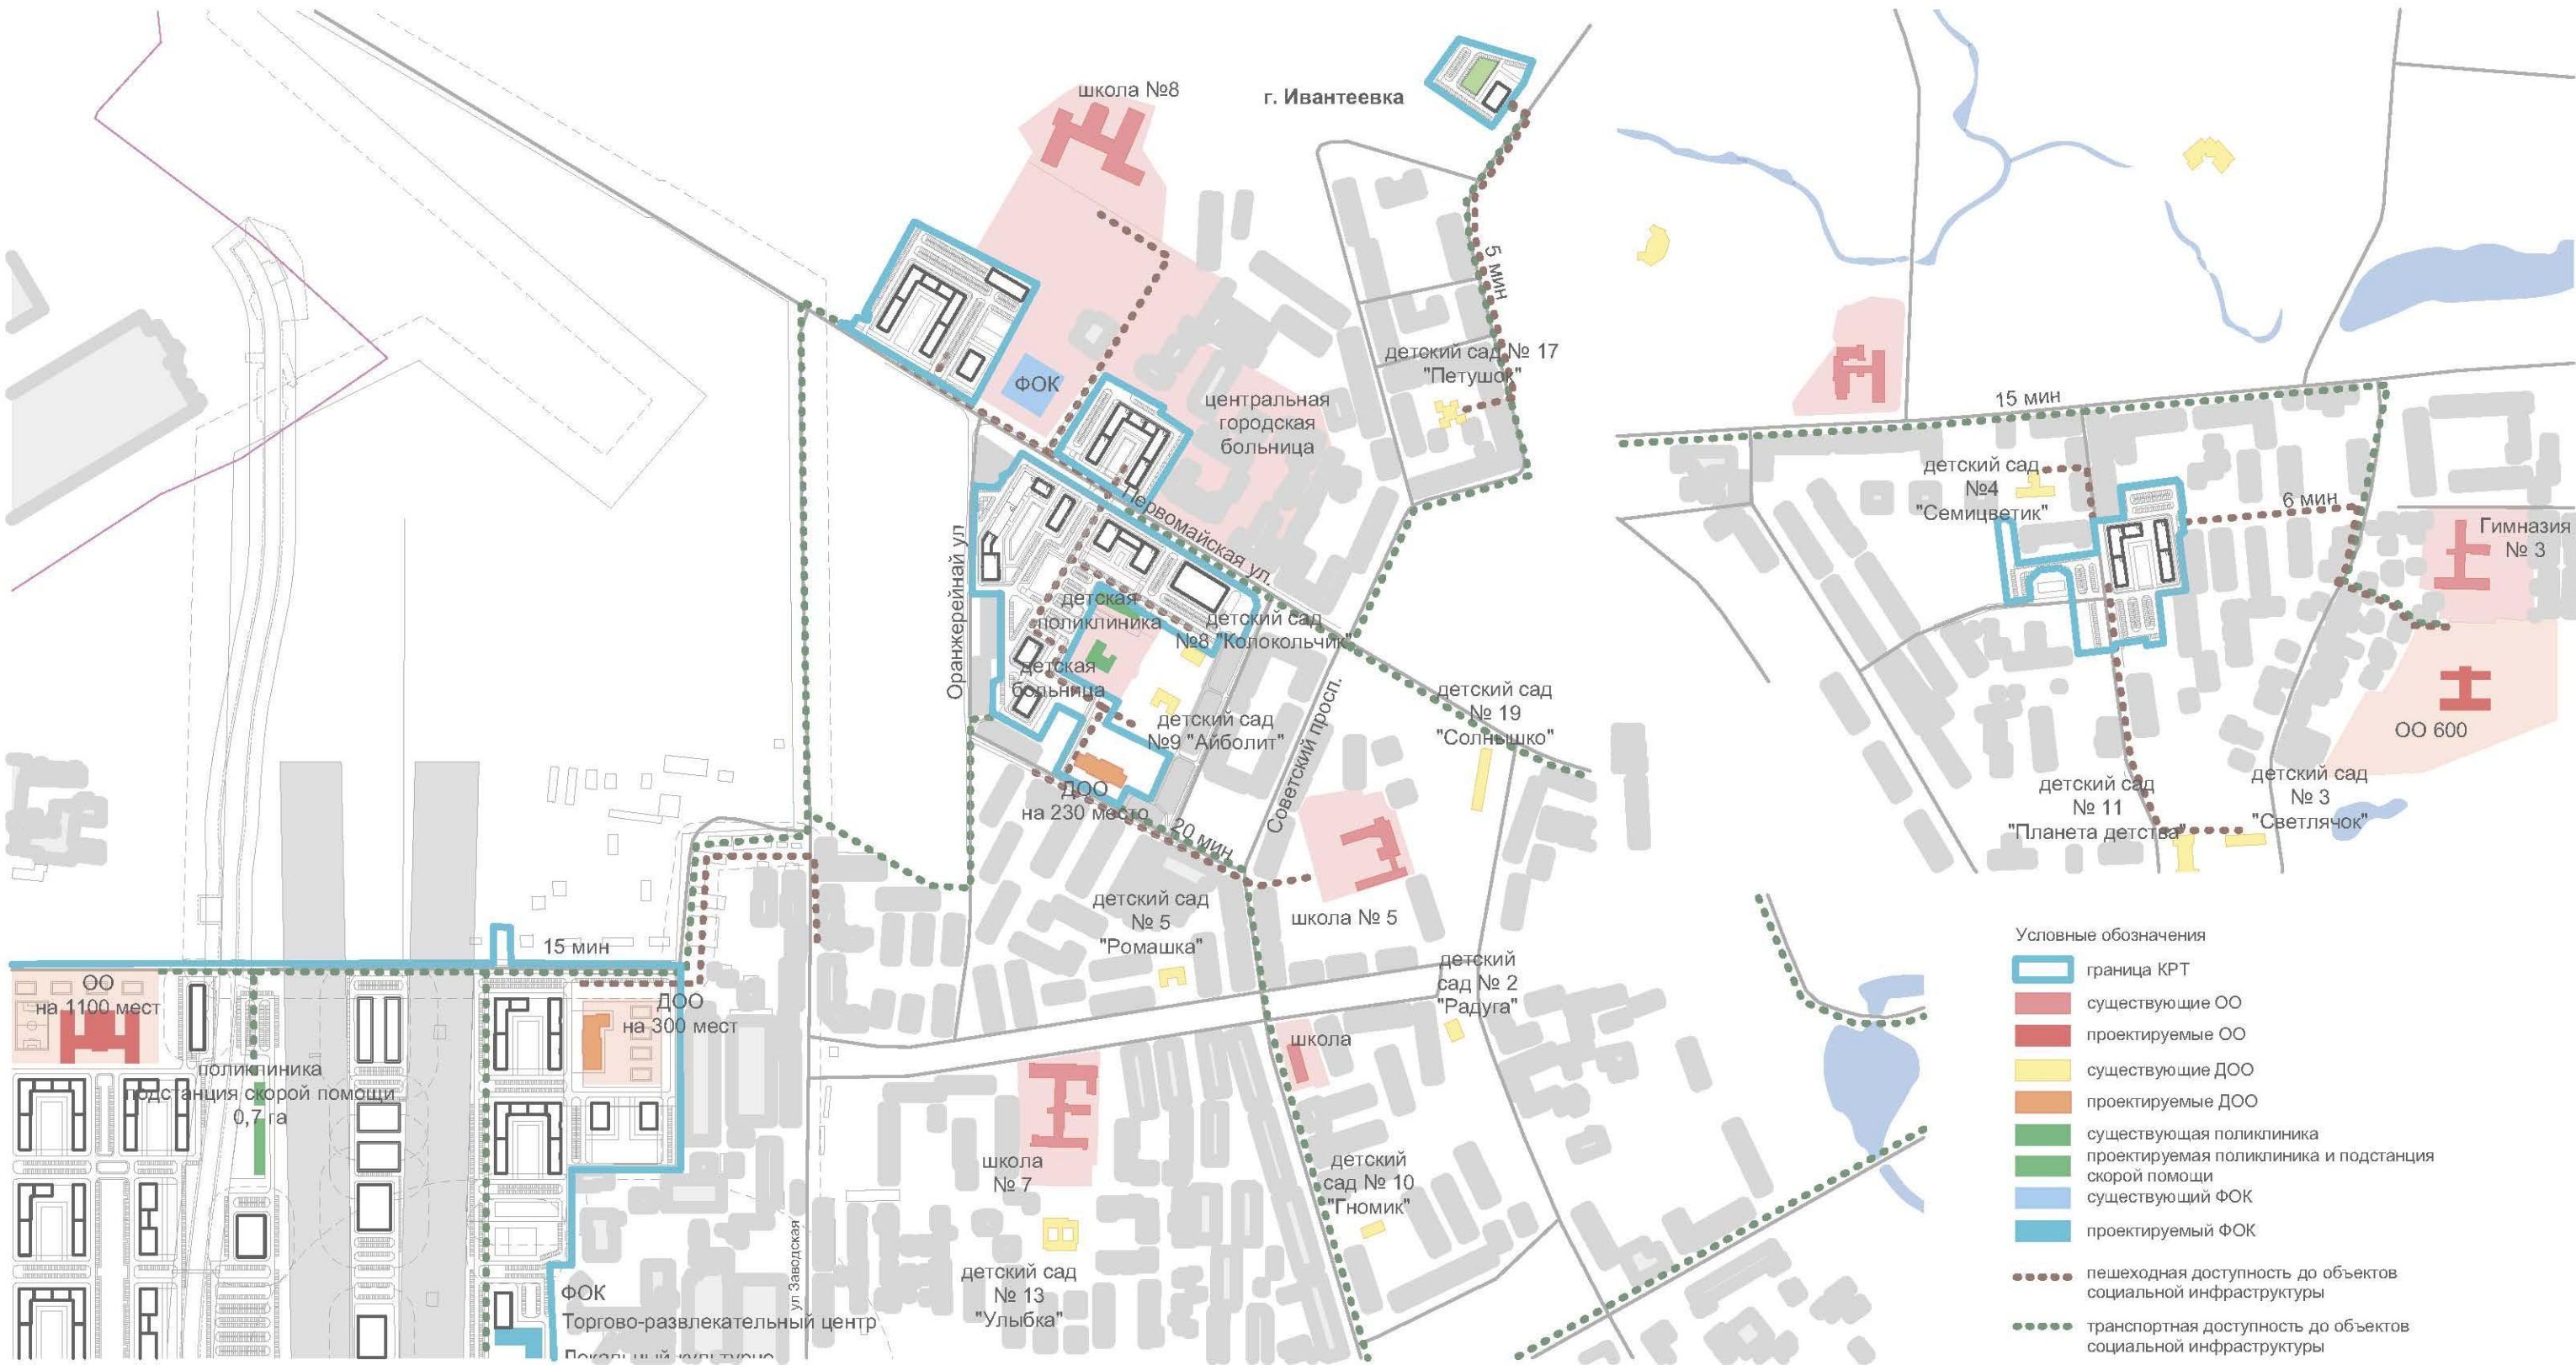 школа №8
г. Ивантеевка
5 мин
ФОК
центральная
городская
больница
детский сад № 17
"Петушок"
15 мин
детский сад
№4
"Семицветик"
6 мин
Гимназия
№ 3
Первомайская ул.
Оранжерейнай ул
детская
поликлиника
детский сад
№8 "Колокольчик"
детская
больница
детский сад
№9 "Айболит"
Советский просп.
детский сад
№ 19
"Солнышко"
ОО 600
ДОО
на 230 место
20 мин
детский сад
№ 11
"Планета детства"
детский сад
№ 3
"Светлячок"
детский сад
№ 5
"Ромашка"
школа № 5
15 мин
ОО
на 1100 мест
ДОО
на 300 мест
детский
сад № 2
"Радуга"
школа
поликлиника
подстанция скорой помощи
0,7 га
школа
№ 7
детский
сад № 10
"Гномик"
ул Заводская
детский сад
№ 13
"Улыбка"
ФОК
Торгово-развлекательный центр
Локальный культурно
Условные обозначения
граница КРТ
существующие ОО
проектируемые ОО
существующие ДОО
проектируемые ДОО
существующая поликлиника
проектируемая поликлиника и подстанция
скорой помощи
существующий ФОК
проектируемый ФОК
пешеходная доступность до объектов
социальной инфраструктуры
транспортная доступность до объектов
социальной инфраструктуры